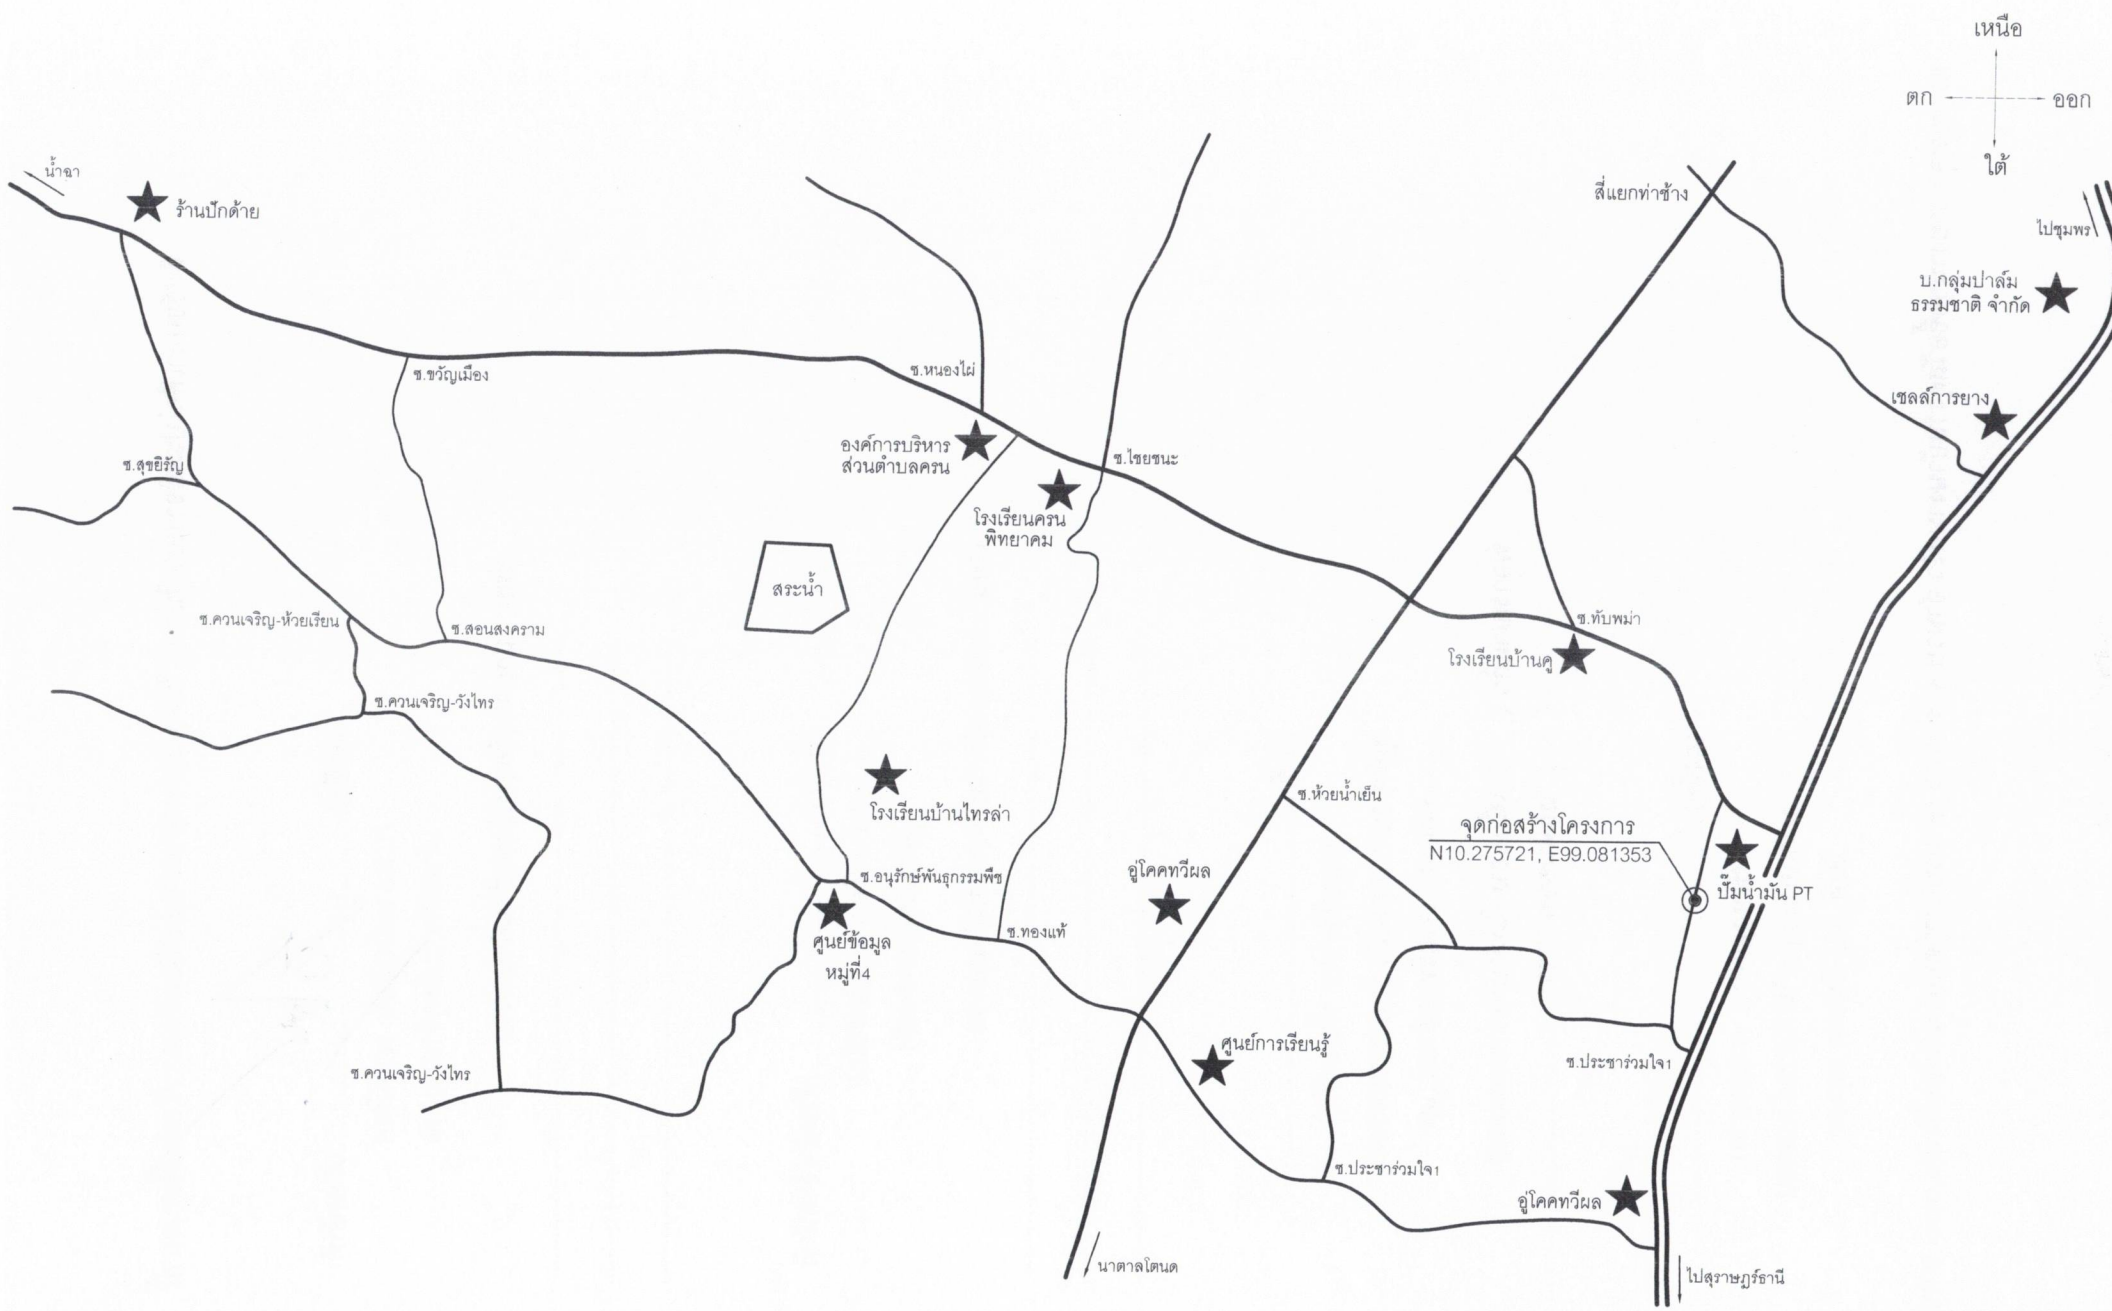 เหนือ
ตก
ออก
ใต้
น้ำฉา
ร้านปักด้าย
สี่แยกท่าช้าง
ไปชุมพร
บ.กลุ่มปาล์ม
ธรรมชาติ จำกัด
ซ.ขวัญเมือง
ซ.หนองไผ่
เซลล์การยาง
องค์การบริหาร
ส่วนตำบลครน
ซ.ไชยชนะ
ซ.สุขยิรัญ
โรงเรียนครน
พิทยาคม
สระน้ำ
ซ.ควนเจริญ-ห้วยเรียน
ซ.สอนสงคราม
ซ.ทับพม่า
โรงเรียนบ้านคู
ซ.ควนเจริญ-วังไทร
ซ.ห้วยน้ำเย็น
โรงเรียนบ้านไทรล่า
จุดก่อสร้างโครงการ
N10.275721, E99.081353
ซ.อนุรักษ์พันธุกรรมพืช
อู่โคคทวีผล
ปั๊มน้ำมัน PT
ซ.ทองแท้
ศูนย์ข้อมูล
หมู่ที่4
ศูนย์การเรียนรู้
ซ.ประชาร่วมใจ1
ซ.ควนเจริญ-วังไทร
ซ.ประชาร่วมใจ1
อู่โคคทวีผล
นาตาลโตนด
ไปสุราษฎร์ธานี